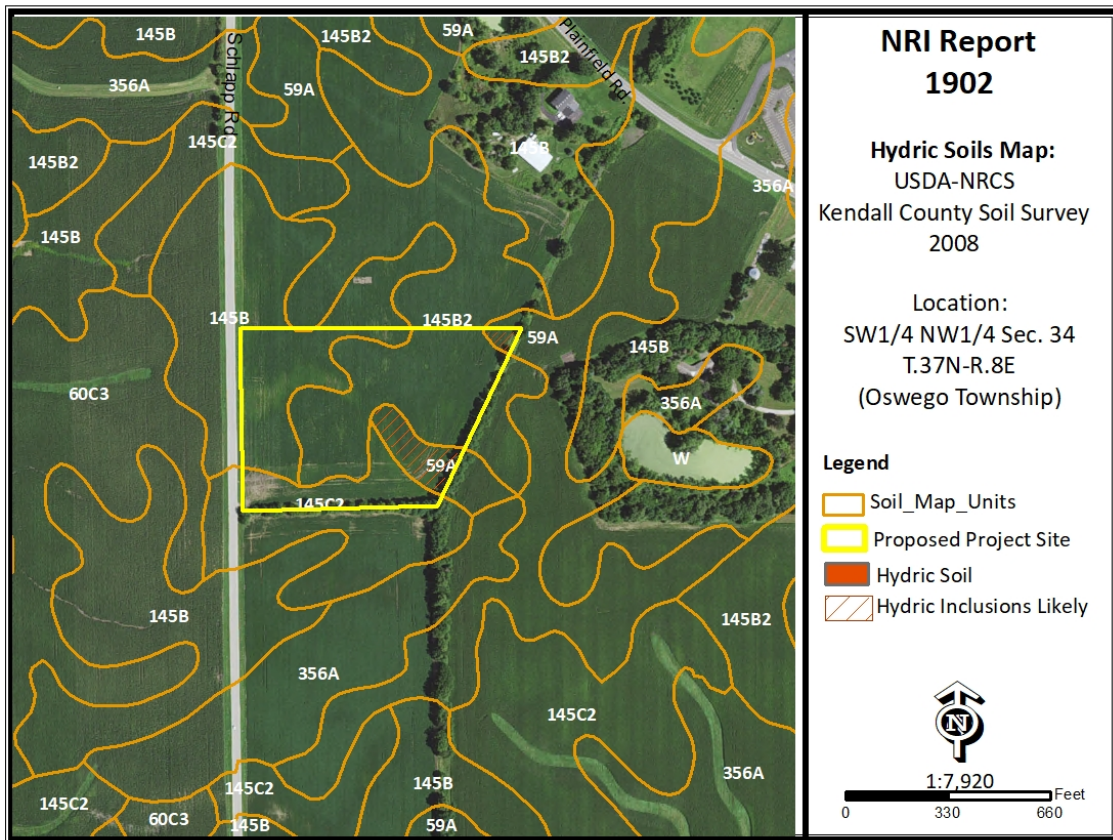 145B
145B2
59A
Plainfield Rd.
145B2
Schlapp Rd
356A
59A
145C2
145B
145B2
356A
145B
145B
145B2
59A
145B
60C3
356A
59A
W
145C2
145B
145B2
356A
145C2
356A
145C2
145B
145C2
60C3
145B
59A
NRI Report
1902
Hydric Soils Map:
USDA-NRCS
Kendall County Soil Survey
2008
Location:
SW1/4 NW1/4 Sec. 34
T.37N-R.8E
(Oswego Township)
Legend
Soil_Map_Units
Proposed Project Site
Hydric Soil
Hydric Inclusions Likely
N
1:7,920
Feet
0 330 660